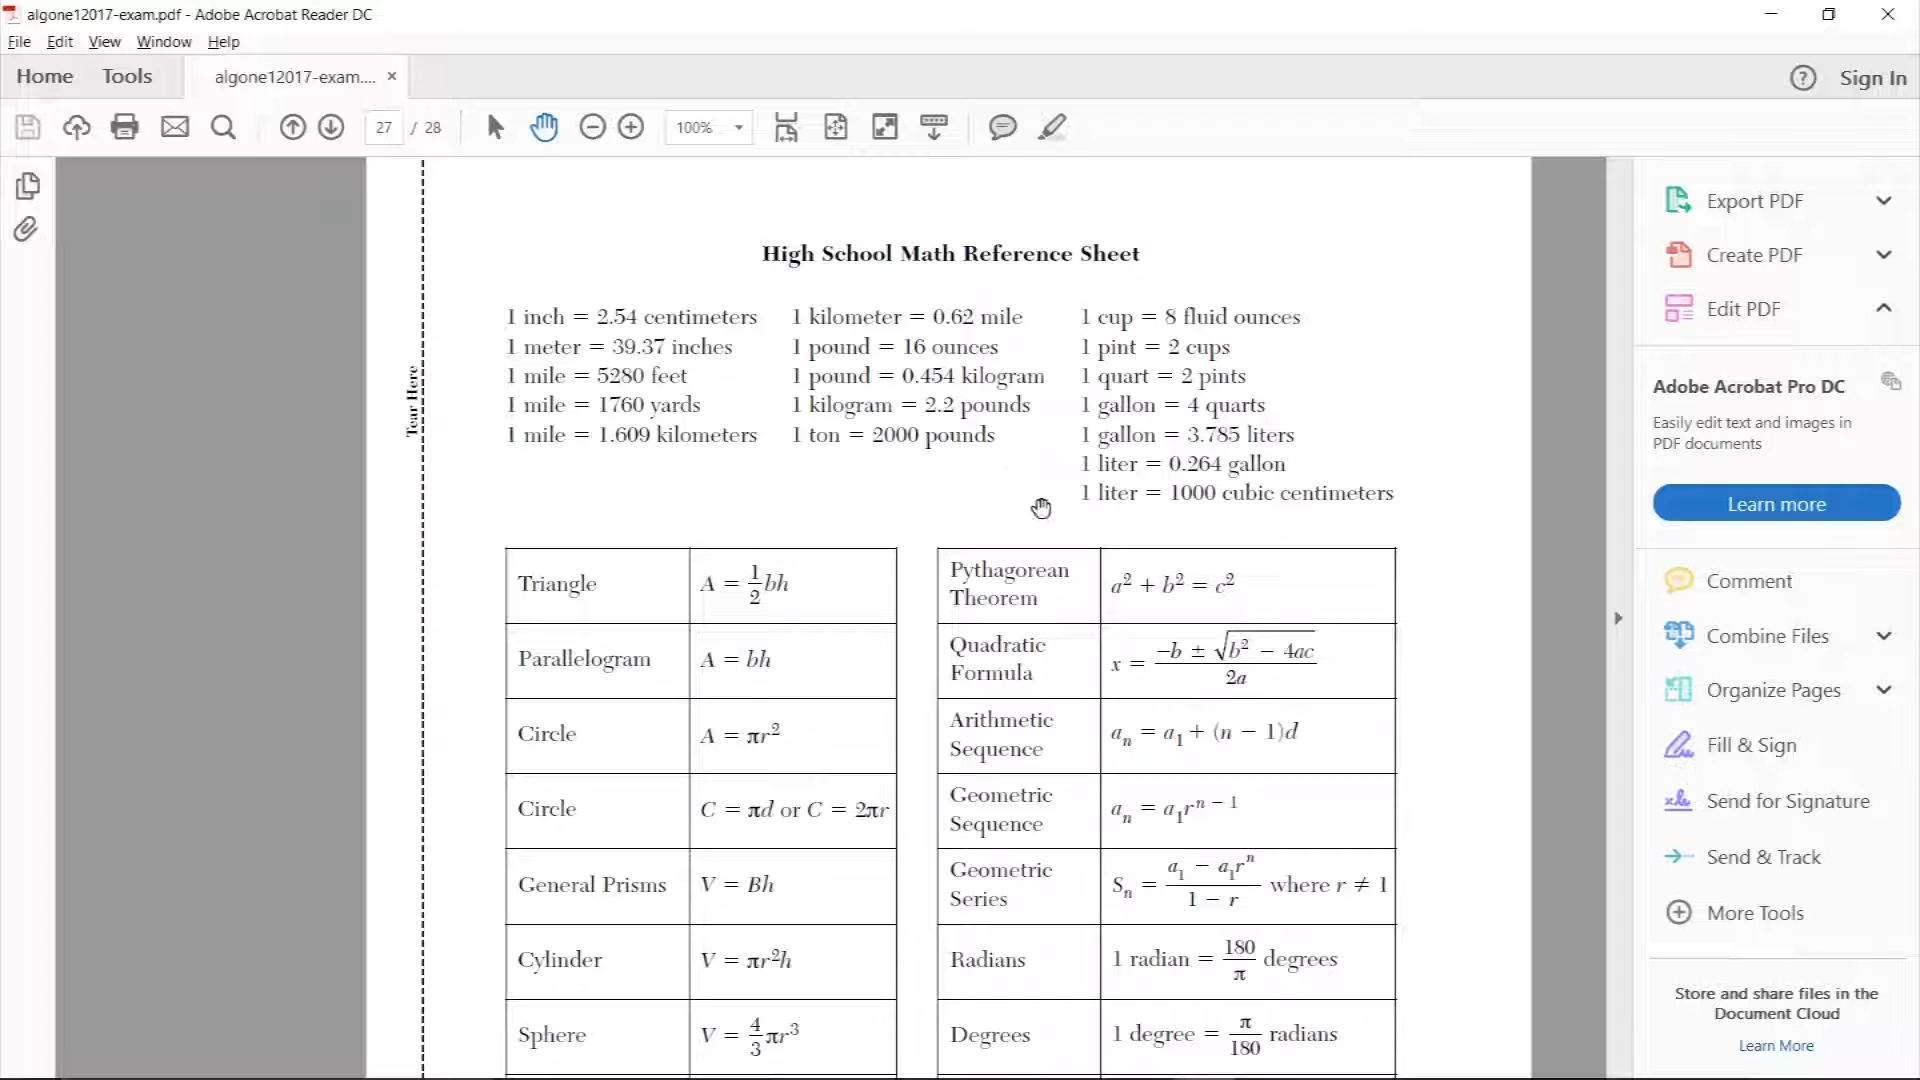 algone12017-exam.pdf - Adobe Acrobat Reader DC
File Edit View Window Help
Home Tools algone12017-exam.... × Sign In
27 / 28 100%
High School Math Reference Sheet
1 inch = 2.54 centimeters 1 kilometer = 0.62 mile 1 cup = 8 fluid ounces
1 meter = 39.37 inches 1 pound = 16 ounces 1 pint = 2 cups
1 mile = 5280 feet 1 pound = 0.454 kilogram 1 quart = 2 pints
1 mile = 1760 yards 1 kilogram = 2.2 pounds 1 gallon = 4 quarts
1 mile = 1.609 kilometers 1 ton = 2000 pounds 1 gallon = 3.785 liters
1 liter = 0.264 gallon
1 liter = 1000 cubic centimeters
Tear Here
Triangle A = 1/2 bh
Parallelogram A = bh
Circle A = πr²
Circle C = πd or C = 2πr
General Prisms V = Bh
Cylinder V = πr²h
Sphere V = 4/3 πr³
Pythagorean
Theorem a² + b² = c²
Quadratic
Formula x = (−b ± √(b² − 4ac)) / 2a
Arithmetic
Sequence aₙ = a₁ + (n − 1)d
Geometric
Sequence aₙ = a₁rⁿ⁻¹
Geometric
Series Sₙ = (a₁ − a₁rⁿ) / (1 − r) where r ≠ 1
Radians 1 radian = 180/π degrees
Degrees 1 degree = π/180 radians
Export PDF
Create PDF
Edit PDF
Adobe Acrobat Pro DC
Easily edit text and images in
PDF documents
Learn more
Comment
Combine Files
Organize Pages
Fill & Sign
Send for Signature
Send & Track
More Tools
Store and share files in the
Document Cloud
Learn More